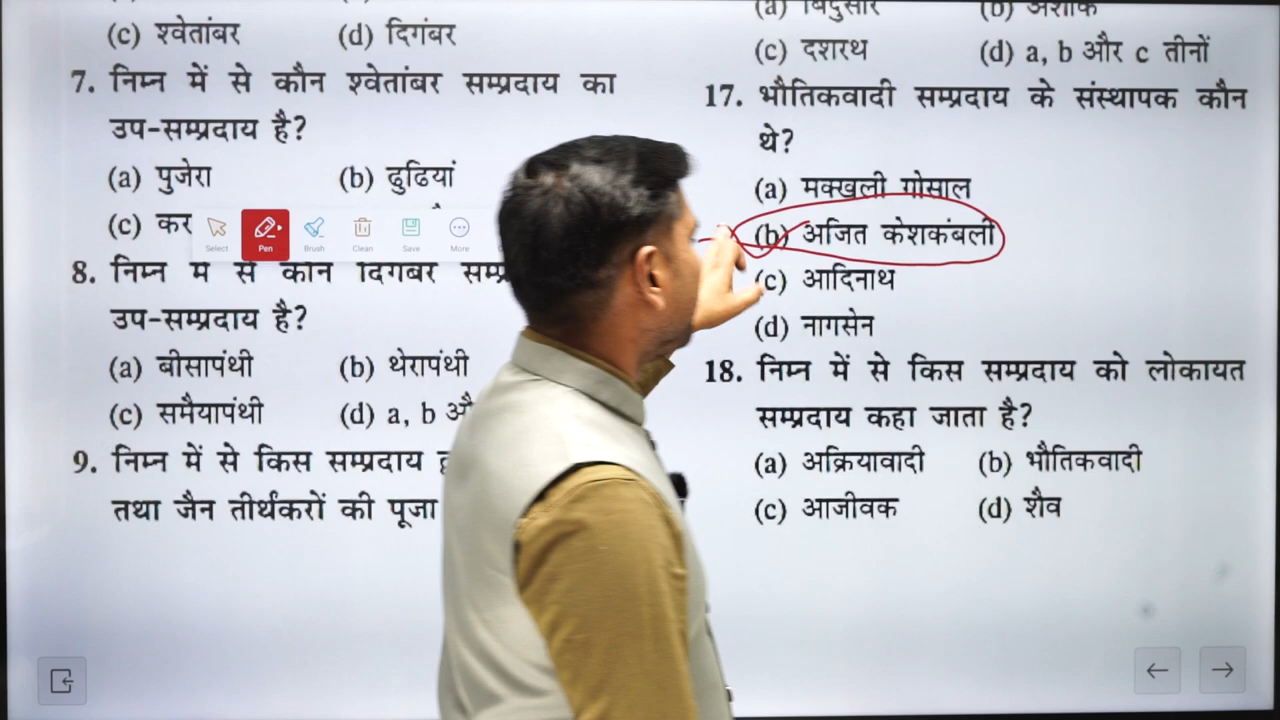 (c) श्वेतांबर (d) दिगंबर
7. निम्न में से कौन श्वेतांबर सम्प्रदाय का
उप-सम्प्रदाय है?
(a) पुजेरा (b) ढुढियां
(c)
Select Pen Brush Clean Save More
8. निम्न में से कौन दिगंबर
उप-सम्प्रदाय है?
(a) बीसापंथी (b) थेरापंथी
(c) समैयापंथी (d) a, b
9. निम्न में से किस सम्प्रदाय
तथा जैन तीर्थंकरों की पूजा
(a) बिंदुसार (b) अशोक
(c) दशरथ (d) a, b और c तीनों
17. भौतिकवादी सम्प्रदाय के संस्थापक कौन
थे?
(a) मक्खली गोसाल
(b) अजित केशकंबली
(c) आदिनाथ
(d) नागसेन
18. निम्न में से किस सम्प्रदाय को लोकायत
सम्प्रदाय कहा जाता है?
(a) अक्रियावादी (b) भौतिकवादी
(c) आजीवक (d) शैव